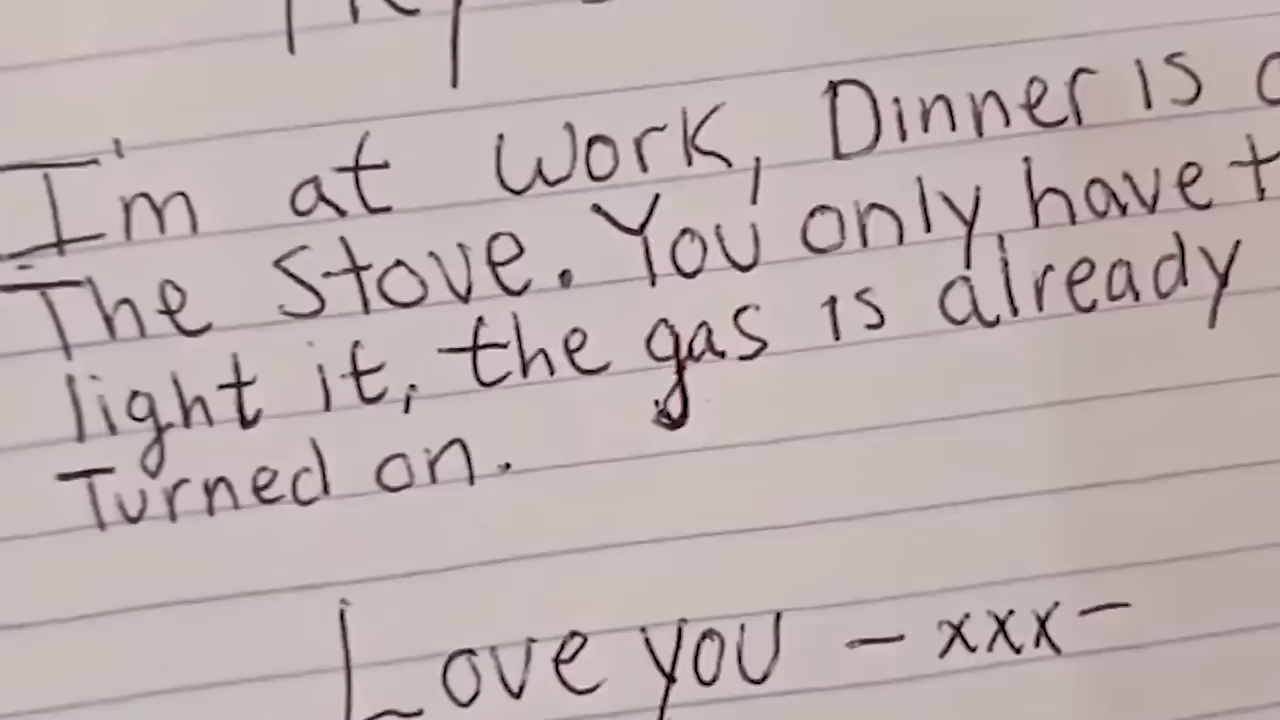 I'm at work, Dinner is
The Stove. You only have
light it, the gas is already
Turned on.
Love you - xxx -